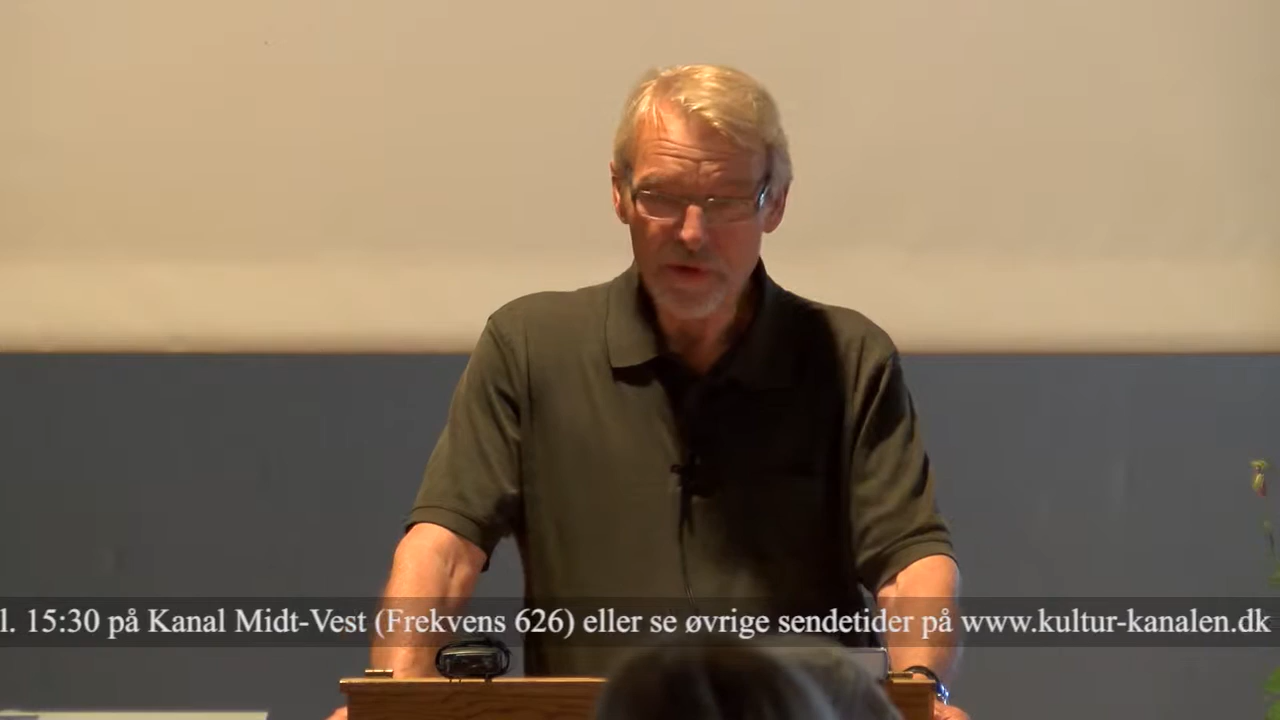 l. 15:30 på Kanal Midt-Vest (Frekvens 626) eller se øvrige sendetider på www.kultur-kanalen.dk